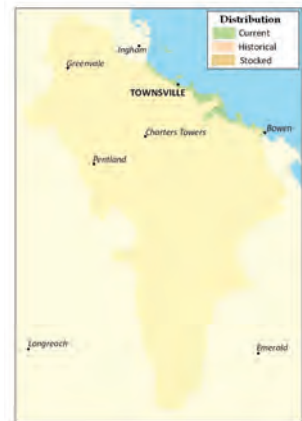 Distribution
Current
Historical
Stocked
Ingham
Greenvale
TOWNSVILLE
Charters Towers
Bowen
Pentland
Longreach
Emerald